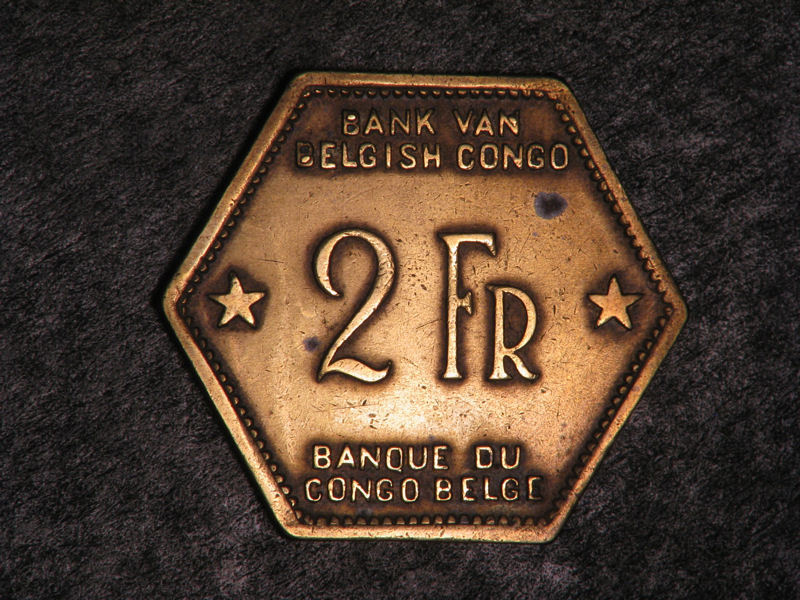 BANK VAN
BELGISH CONGO
2 FR
BANQUE DU
CONGO BELGE